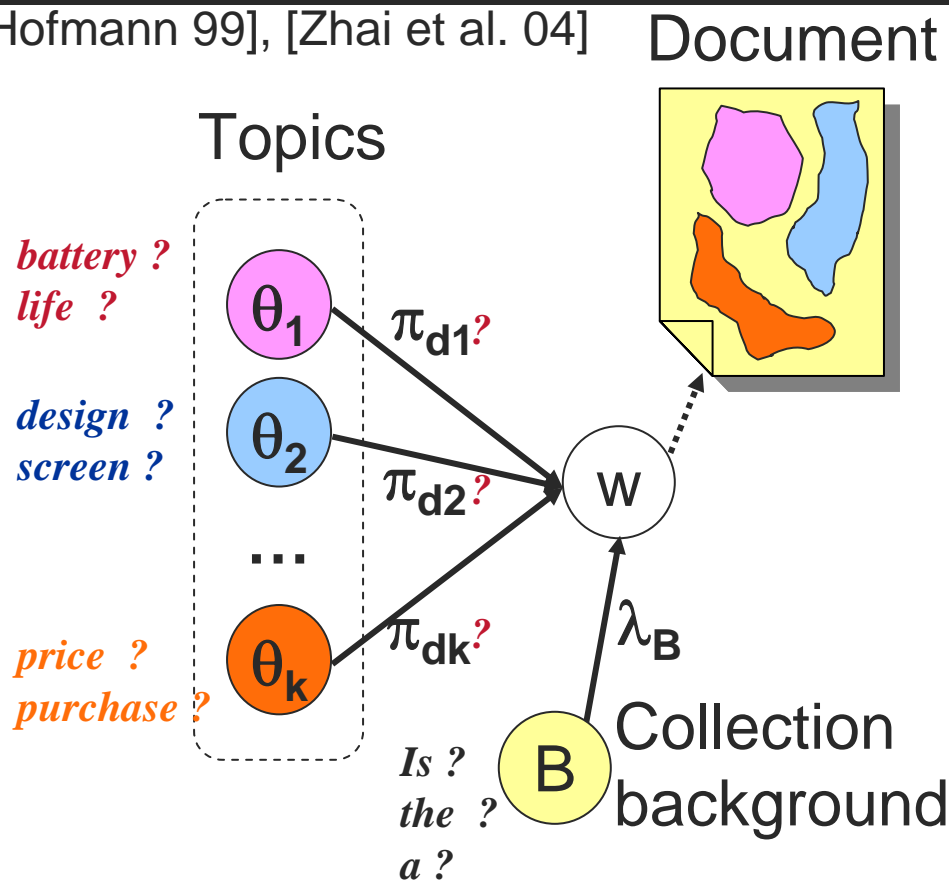 Hofmann 99], [Zhai et al. 04]
Document
Topics
battery ?
life ?
θ1
πd1?
design ?
screen ?
θ2
πd2?
w
...
price ?
purchase ?
θk
πdk?
λB
Is ?
the ?
a ?
B
Collection
background